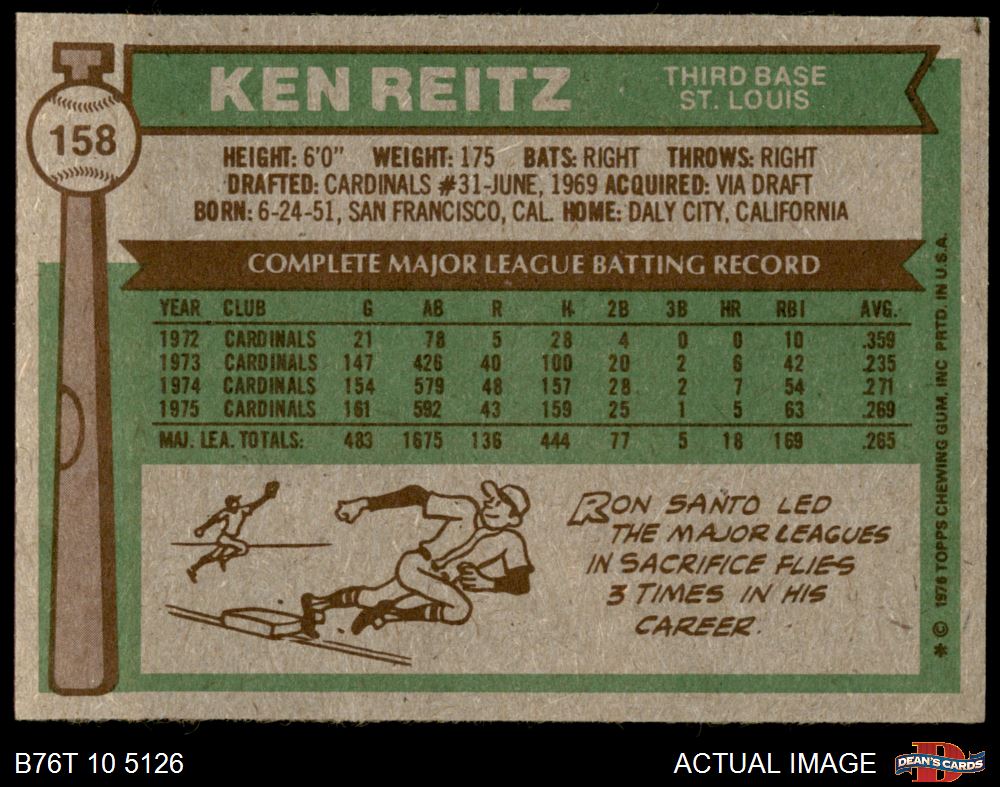 KEN REITZ
THIRD BASE
ST. LOUIS
158
HEIGHT: 6'0" WEIGHT: 175 BATS: RIGHT THROWS: RIGHT
DRAFTED: CARDINALS #31-JUNE, 1969 ACQUIRED: VIA DRAFT
BORN: 6-24-51, SAN FRANCISCO, CAL. HOME: DALY CITY, CALIFORNIA
COMPLETE MAJOR LEAGUE BATTING RECORD
YEAR CLUB G AB R H 2B 3B HR RBI AVG.
1972 CARDINALS 21 78 5 28 4 0 0 10 .359
1973 CARDINALS 147 426 40 100 20 2 6 42 .235
1974 CARDINALS 154 579 48 157 28 2 7 54 .271
1975 CARDINALS 161 592 43 159 25 1 5 63 .269
MAJ. LEA. TOTALS: 483 1675 136 444 77 5 18 169 .265
RON SANTO LED
THE MAJOR LEAGUES
IN SACRIFICE FLIES
3 TIMES IN HIS
CAREER.
* © 1976 TOPPS CHEWING GUM, INC PRTD. IN U.S.A.
B76T 10 5126
ACTUAL IMAGE
D
DEAN'S CARDS